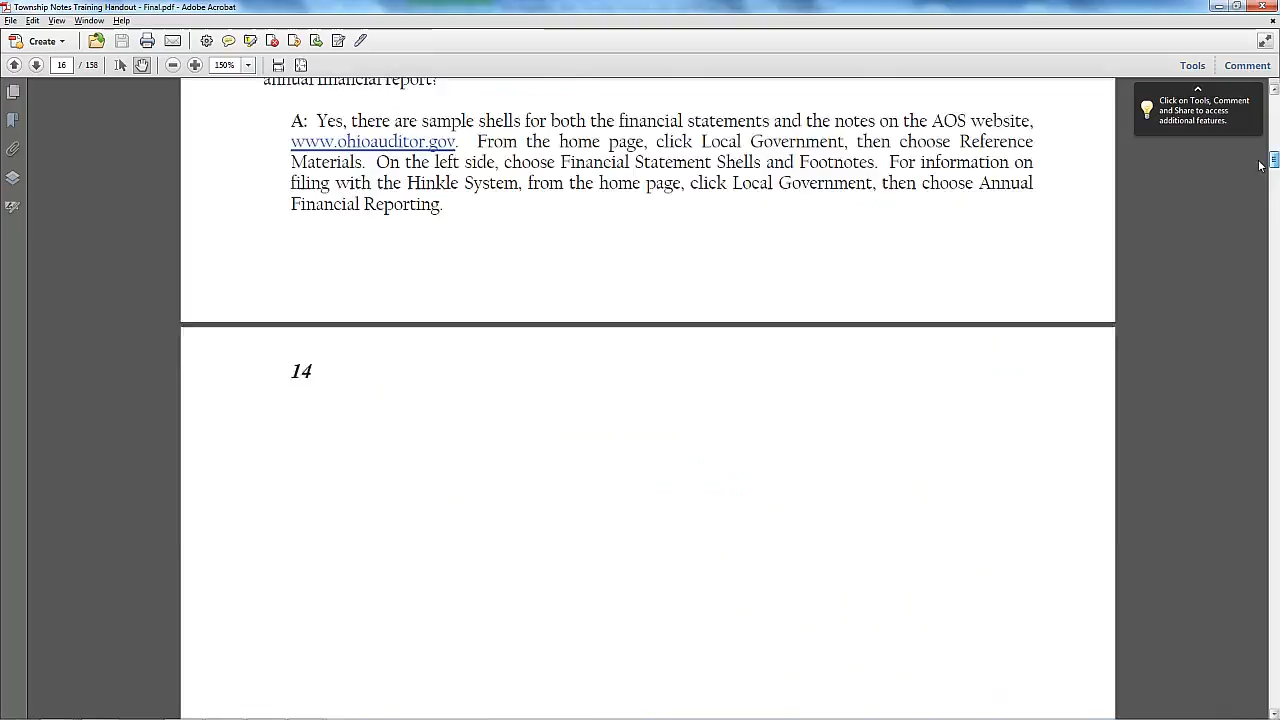 Township Notes Training Handout - Final.pdf - Adobe Acrobat
File Edit View Window Help
Create
16 / 158 150% Tools Comment
annual financial report?
Click on Tools, Comment
and Share to access
additional features.
A: Yes, there are sample shells for both the financial statements and the notes on the AOS website,
www.ohioauditor.gov. From the home page, click Local Government, then choose Reference
Materials. On the left side, choose Financial Statement Shells and Footnotes. For information on
filing with the Hinkle System, from the home page, click Local Government, then choose Annual
Financial Reporting.
14